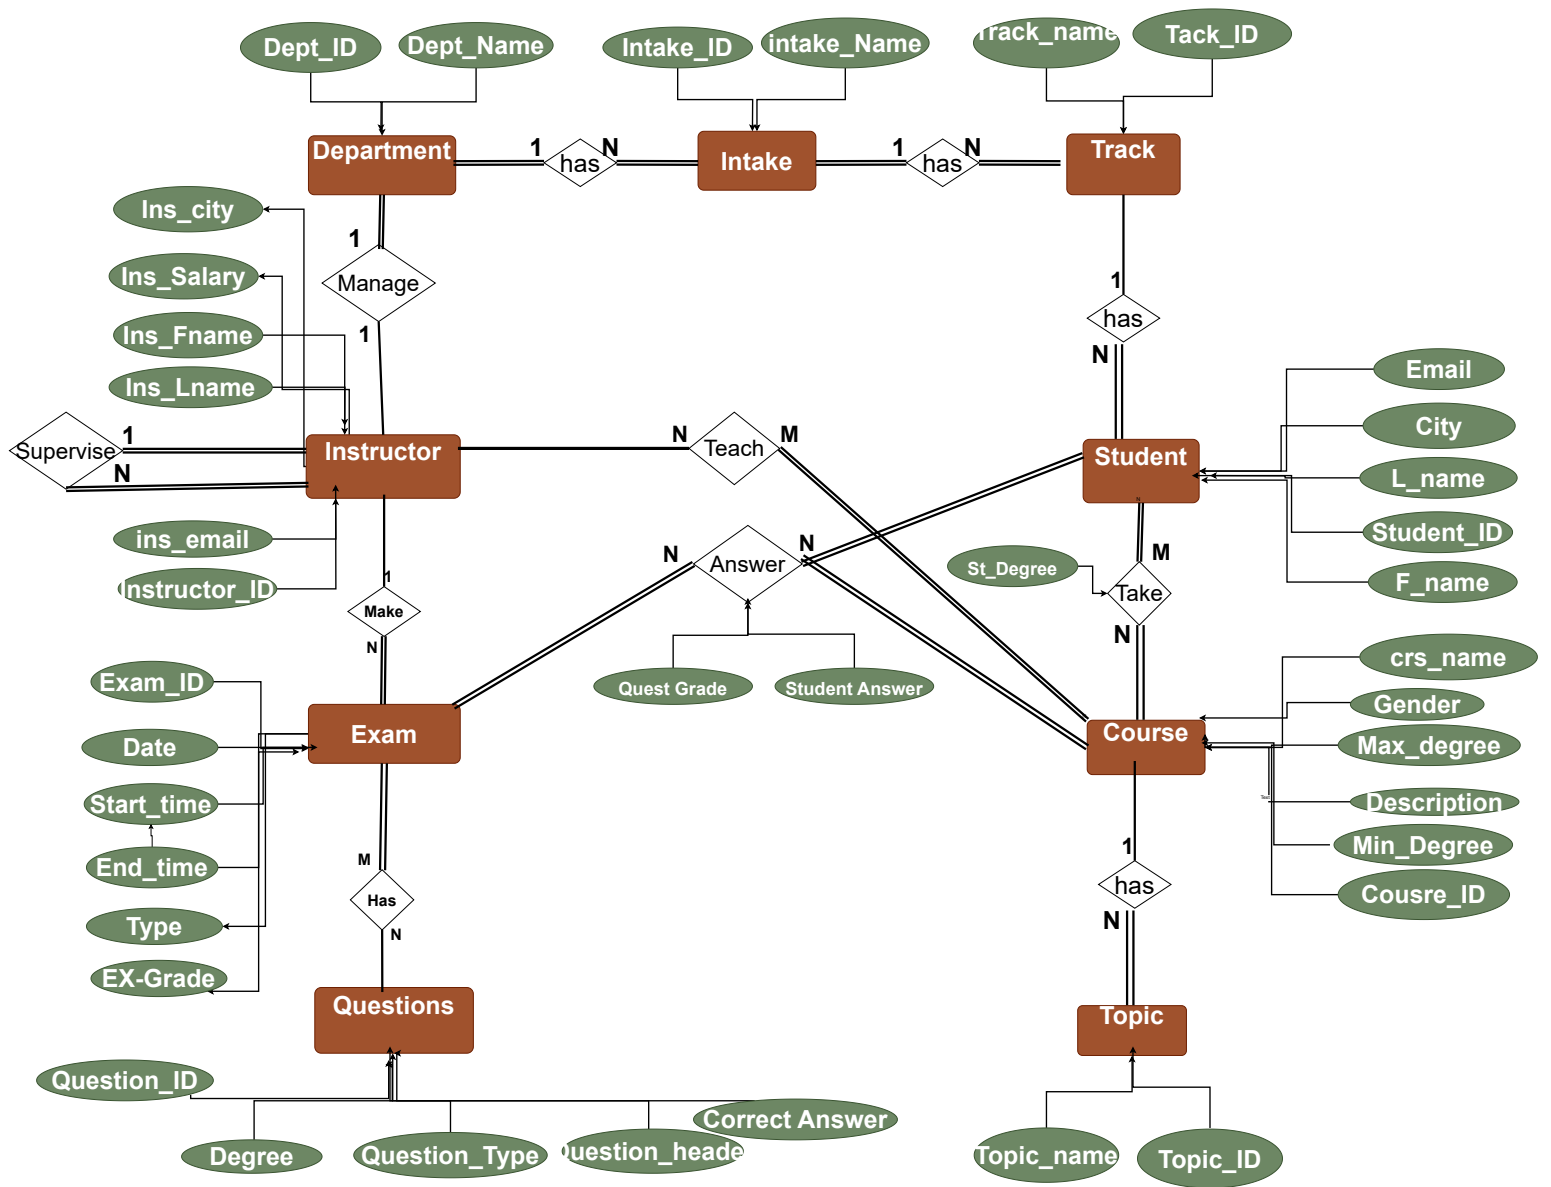 Dept_ID
Dept_Name
Intake_ID
intake_Name
Track_name
Tack_ID
Department
1
has
N
Intake
1
has
N
Track
Ins_city
1
Manage
1
Ins_Salary
Ins_Fname
Ins_Lname
1
has
N
Email
City
L_name
Student_ID
F_name
Supervise
1
N
Instructor
N
Teach
M
Student
N
ins_email
Instructor_ID
1
Make
N
N
Answer
N
St_Degree
M
Take
N
Quest Grade
Student Answer
Exam_ID
Date
Start_time
End_time
Type
EX-Grade
Exam
Course
crs_name
Gender
Max_degree
Text
Description
Min_Degree
Cousre_ID
M
Has
N
1
has
N
Questions
Topic
Question_ID
Degree
Question_Type
Question_heade
Correct Answer
Topic_name
Topic_ID